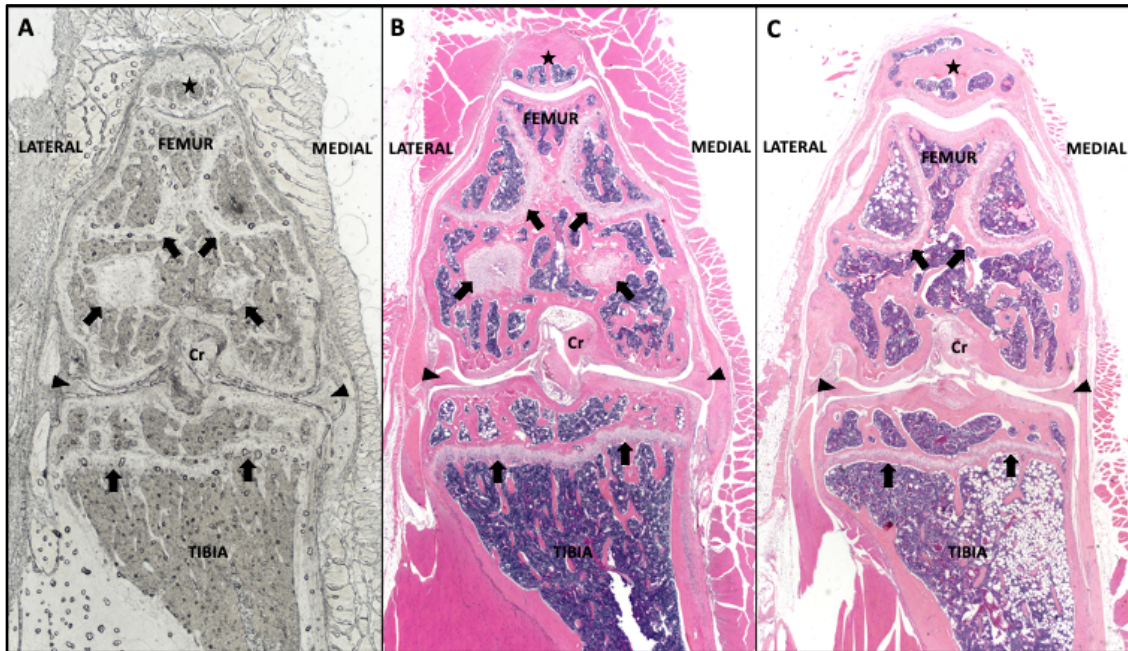 A
FEMUR
LATERAL
MEDIAL
Cr
TIBIA
B
FEMUR
LATERAL
MEDIAL
Cr
TIBIA
C
LATERAL
FEMUR
MEDIAL
Cr
TIBIA